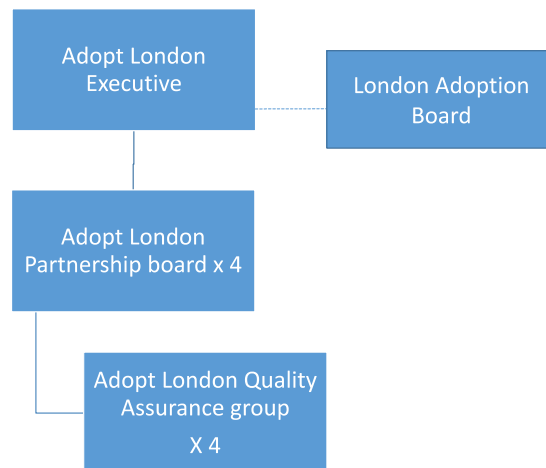 Adopt London
Executive
London Adoption
Board
Adopt London
Partnership board x 4
Adopt London Quality
Assurance group
X 4